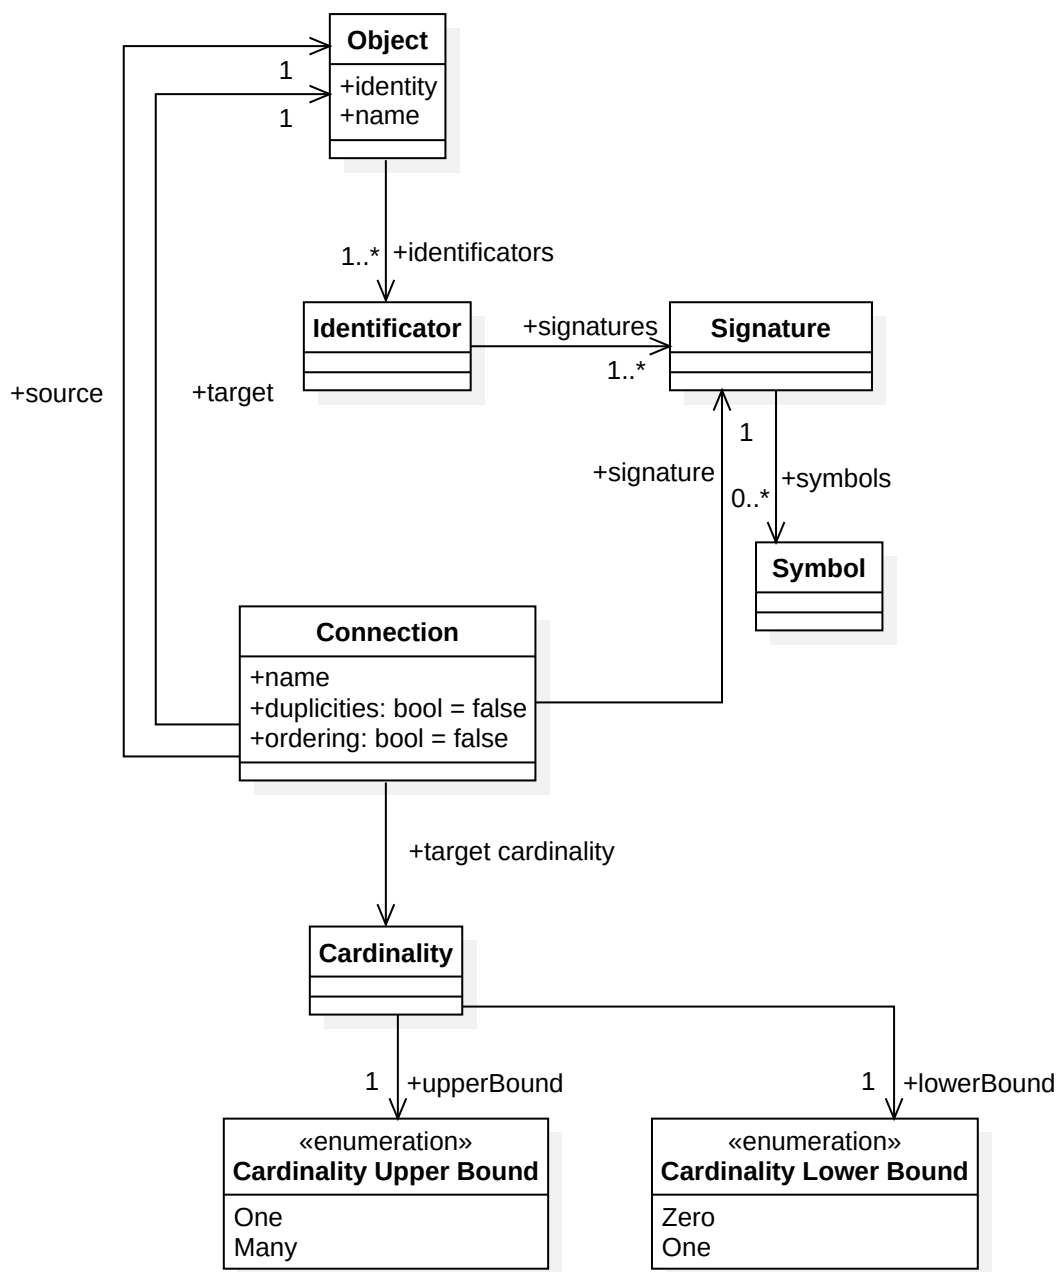 Object
1
+identity
+name
1
1..*
+identificators
Identificator
+signatures
1..*
Signature
+source
+target
1
+signature
+symbols
0..*
Symbol
Connection
+name
+duplicities: bool = false
+ordering: bool = false
+target cardinality
Cardinality
1
+upperBound
1
+lowerBound
«enumeration»
Cardinality Upper Bound
One
Many
«enumeration»
Cardinality Lower Bound
Zero
One